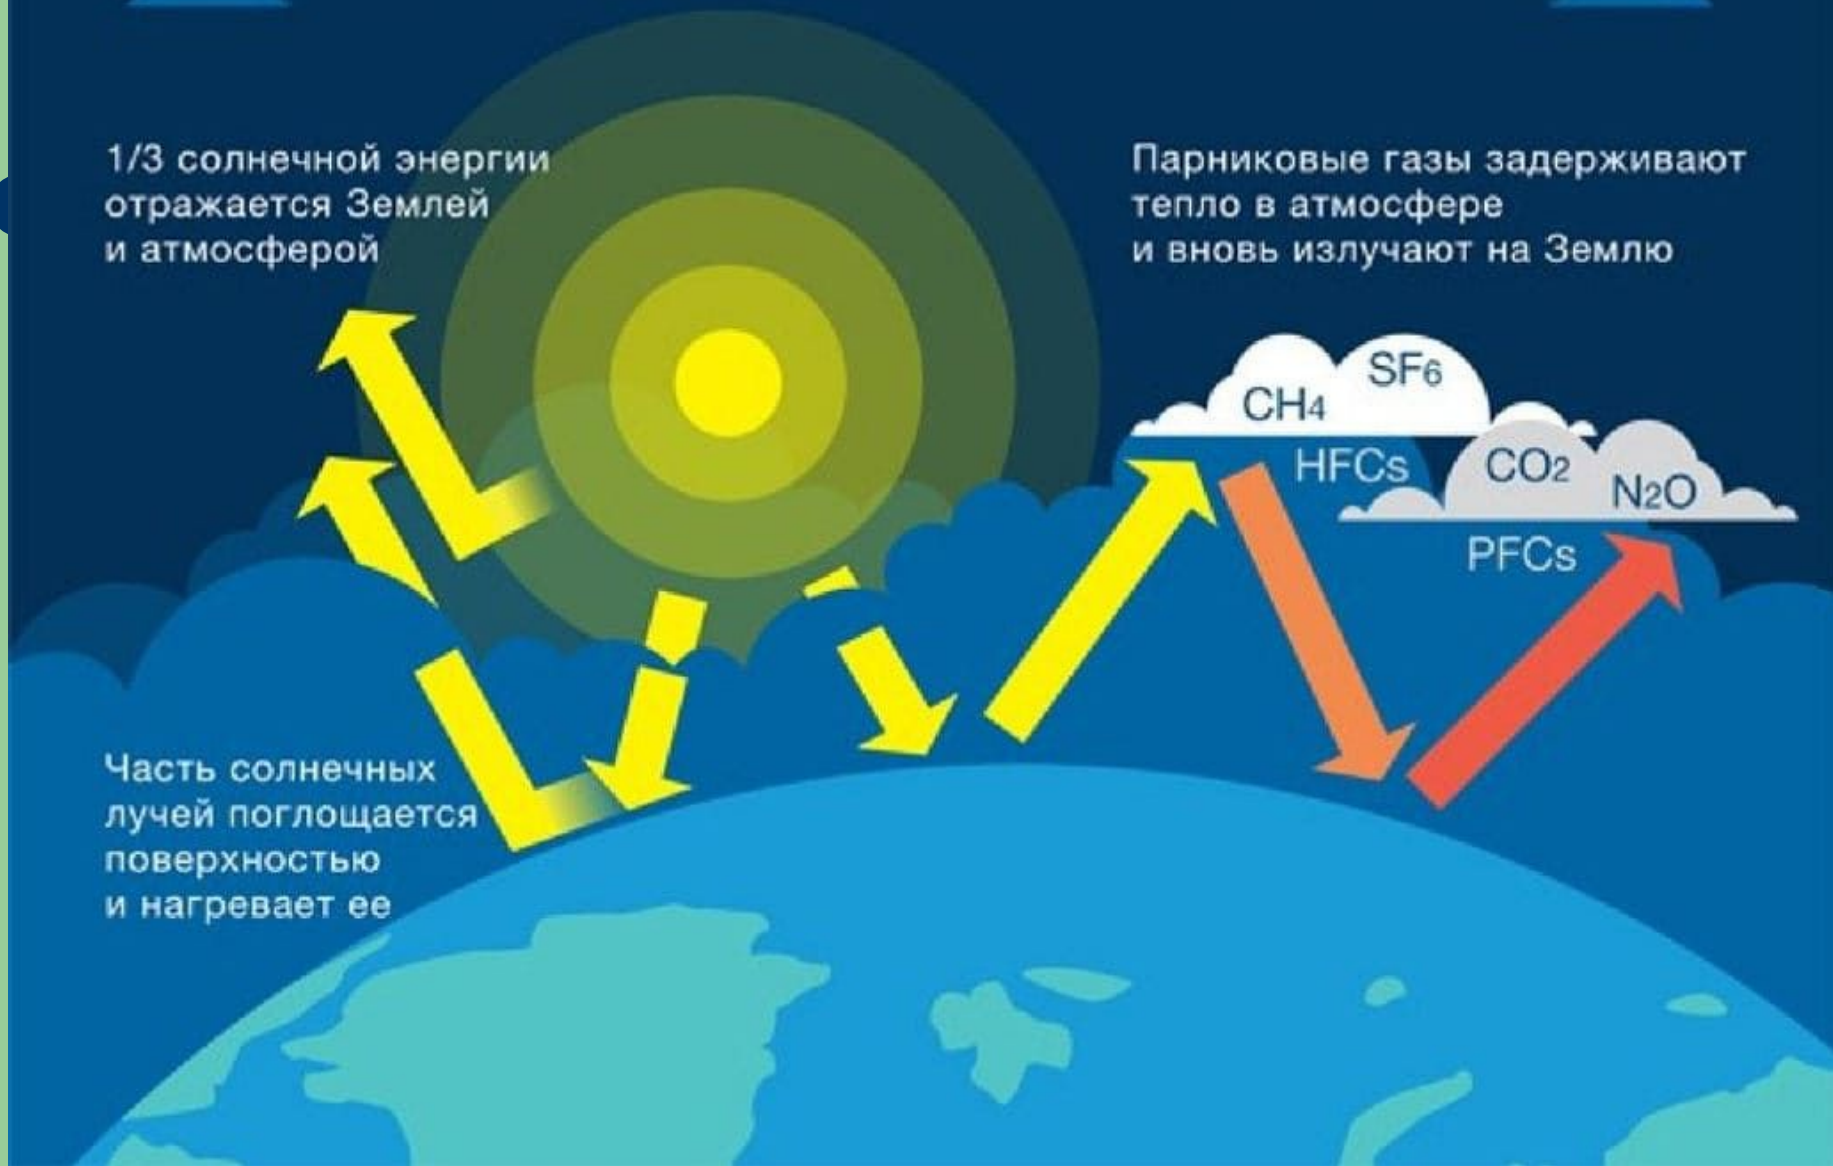 1/3 солнечной энергии
отражается Землей
и атмосферой
Парниковые газы задерживают
тепло в атмосфере
и вновь излучают на Землю
SF6
CH4
HFCs
CO2
N2O
PFCs
Часть солнечных
лучей поглощается
поверхностью
и нагревает ее